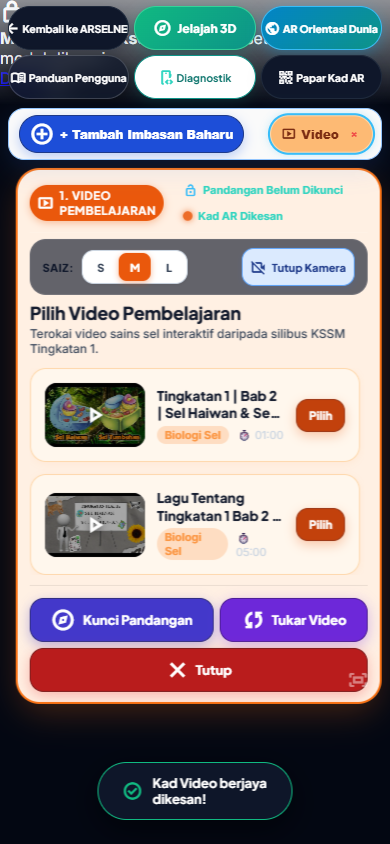 Kembali ke ARSELNE
Jelajah 3D
AR Orientasi Dunia
Panduan Pengguna
Diagnostik
Papar Kad AR
+ Tambah Imbasan Baharu
Video ×
1. VIDEO
PEMBELAJARAN
Pandangan Belum Dikunci
Kad AR Dikesan
SAIZ:
S
M
L
Tutup Kamera
Pilih Video Pembelajaran
Terokai video sains sel interaktif daripada silibus KSSM
Tingkatan 1.
Tingkatan 1 | Bab 2
| Sel Haiwan & Se...
Biologi Sel
01:00
Pilih
Lagu Tentang
Tingkatan 1 Bab 2 ...
Biologi
Sel
05:00
Pilih
Kunci Pandangan
Tukar Video
Tutup
Kad Video berjaya
dikesan!